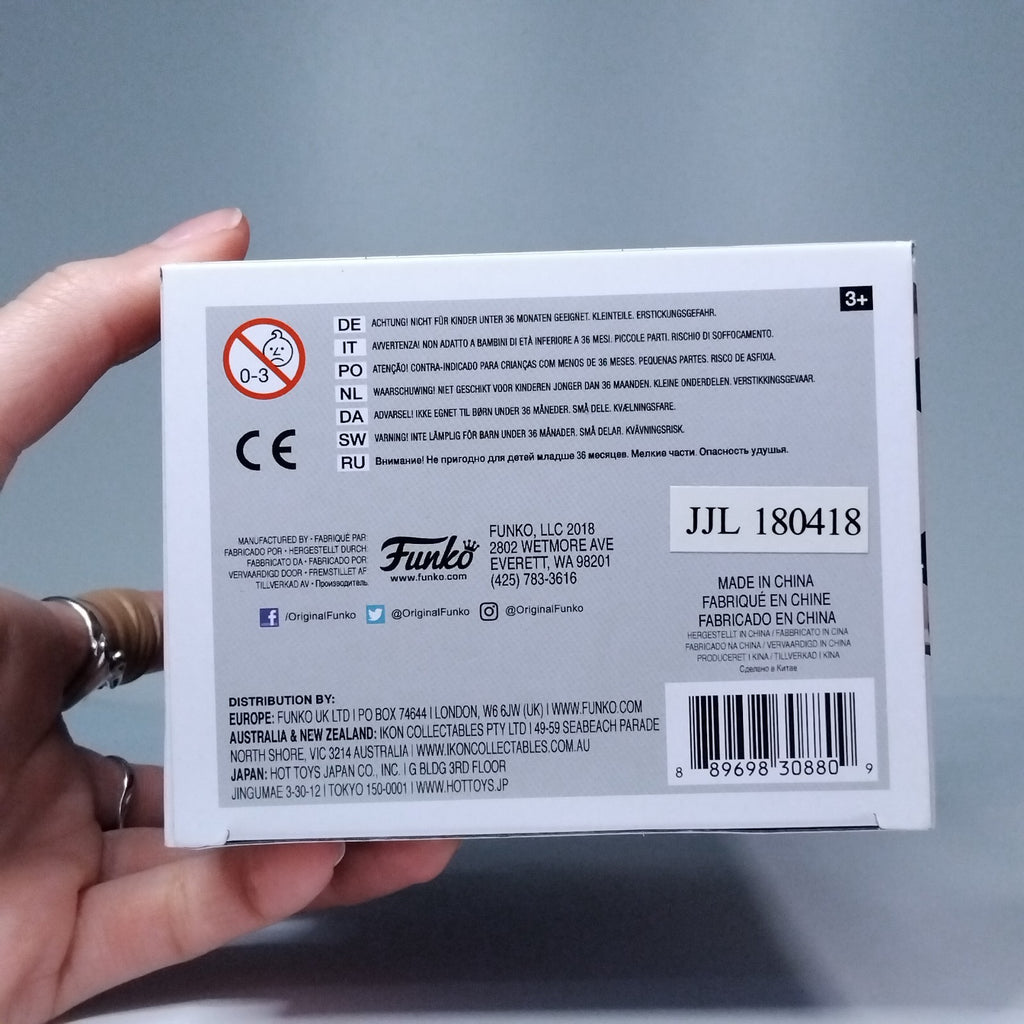 3+
0-3
DE ACHTUNG! NICHT FÜR KINDER UNTER 36 MONATEN GEEIGNET. KLEINTEILE. ERSTICKUNGSGEFAHR.
IT AVVERTENZA! NON ADATTO A BAMBINI DI ETÀ INFERIORE A 36 MESI. PICCOLE PARTI. RISCHIO DI SOFFOCAMENTO.
PO ATENÇÃO! CONTRA-INDICADO PARA CRIANÇAS COM MENOS DE 36 MESES. PEQUENAS PARTES. RISCO DE ASFIXIA.
NL WAARSCHUWING! NIET GESCHIKT VOOR KINDEREN JONGER DAN 36 MAANDEN. KLEINE ONDERDELEN. VERSTIKKINGSGEVAAR.
DA ADVARSEL! IKKE EGNET TIL BØRN UNDER 36 MÅNEDER. SMÅ DELE. KVÆLNINGSFARE.
SW VARNING! INTE LÄMPLIG FÖR BARN UNDER 36 MÅNADER. SMÅ DELAR. KVÄVNINGSRISK.
RU Внимание! Не пригодно для детей младше 36 месяцев. Мелкие части. Опасность удушья.
CE
JJL 180418
MANUFACTURED BY • FABRIQUÉ PAR
FABRICADO POR • HERGESTELLT DURCH:
FABBRICATO DA • FABRICADO POR:
VERVAARDIGD DOOR • FREMSTILLET AF
TILLVERKAD AV • Производитель.
Funko
www.funko.com
FUNKO, LLC 2018
2802 WETMORE AVE
EVERETT, WA 98201
(425) 783-3616
f /OriginalFunko @OriginalFunko @OriginalFunko
MADE IN CHINA
FABRIQUÉ EN CHINE
FABRICADO EN CHINA
HERGESTELLT IN CHINA / FABBRICATO IN CINA
FABRICADO NA CHINA / VERVAARDIGD IN CHINA
PRODUCERET I KINA / TILLVERKAD I KINA
Сделано в Китае
DISTRIBUTION BY:
EUROPE: FUNKO UK LTD | PO BOX 74644 | LONDON, W6 6JW (UK) | WWW.FUNKO.COM
AUSTRALIA & NEW ZEALAND: IKON COLLECTABLES PTY LTD | 49-59 SEABEACH PARADE
NORTH SHORE, VIC 3214 AUSTRALIA | WWW.IKONCOLLECTABLES.COM.AU
JAPAN: HOT TOYS JAPAN CO., INC. | G BLDG 3RD FLOOR
JINGUMAE 3-30-12 | TOKYO 150-0001 | WWW.HOTTOYS.JP
8 89698 30880 9